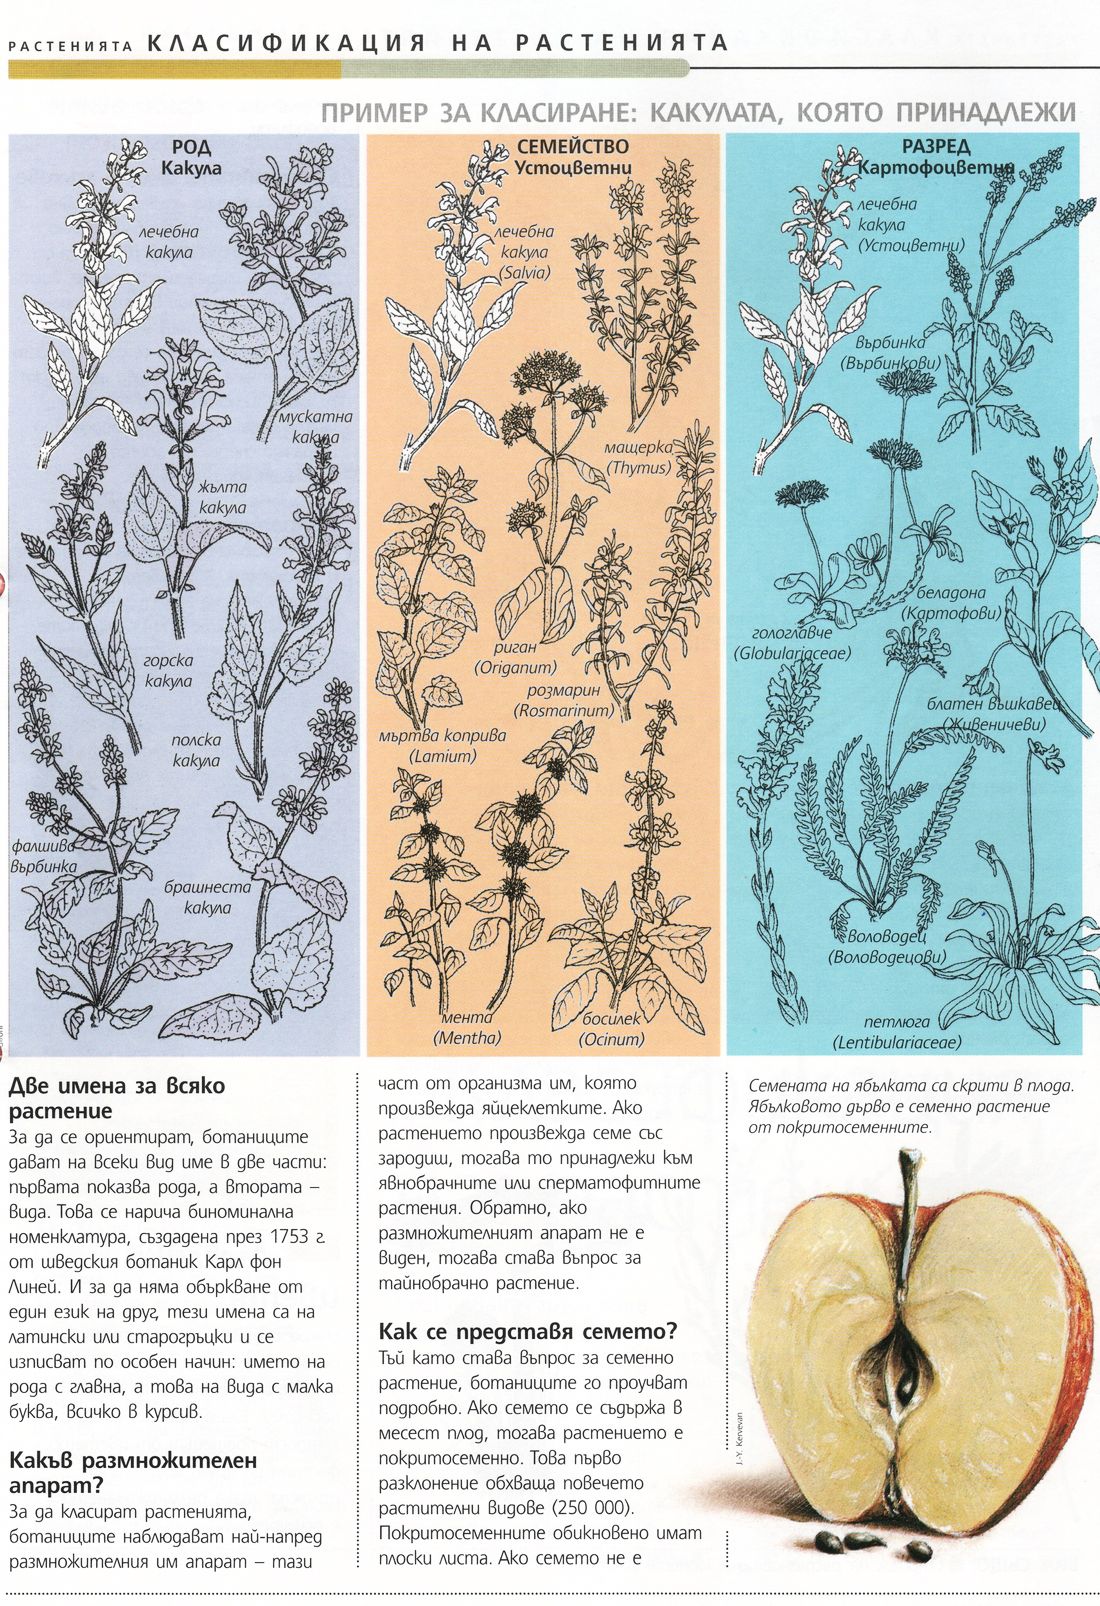 РАСТЕНИЯТА КЛАСИФИКАЦИЯ НА РАСТЕНИЯТА
ПРИМЕР ЗА КЛАСИРАНЕ: КАКУЛАТА, КОЯТО ПРИНАДЛЕЖИ
РОД
Какула
лечебна
какула
мускатна
какула
жълта
какула
горска
какула
полска
какула
фалшива
върбинка
брашнеста
какула
СЕМЕЙСТВО
Устоцветни
лечебна
какула
(Salvia)
мащерка
(Thymus)
риган
(Origanum)
розмарин
(Rosmarinum)
мъртва коприва
(Lamium)
мента
(Mentha)
босилек
(Ocinum)
РАЗРЕД
Картофоцветни
лечебна
какула
(Устоцветни)
върбинка
(Върбинкови)
беладона
(Картофови)
гологлавче
(Globulariaceae)
блатен въшкавец
(Живеничеви)
Воловодец
(Воловодецови)
петлюга
(Lentibulariaceae)
Две имена за всяко
растение
За да се ориентират, ботаниците
дават на всеки вид име в две части:
първата показва рода, а втората –
вида. Това се нарича биноминална
номенклатура, създадена през 1753 г.
от шведския ботаник Карл фон
Линей. И за да няма объркване от
един език на друг, тези имена са на
латински или старогръцки и се
изписват по особен начин: името на
рода с главна, а това на вида с малка
буква, всичко в курсив.
Какъв размножителен
апарат?
За да класират растенията,
ботаниците наблюдават най-напред
размножителния им апарат – тази
част от организма им, която
произвежда яйцеклетките. Ако
растението произвежда семе със
зародиш, тогава то принадлежи към
явнобрачните или сперматофитните
растения. Обратно, ако
размножителният апарат не е
виден, тогава става въпрос за
тайнобрачно растение.
Как се представя семето?
Тъй като става въпрос за семенно
растение, ботаниците го проучват
подробно. Ако семето се съдържа в
месест плод, тогава растението е
покритосеменно. Това първо
разклонение обхваща повечето
растителни видове (250 000).
Покритосеменните обикновено имат
плоски листа. Ако семето не е
Семената на ябълката са скрити в плода.
Ябълковото дърво е семенно растение
от покритосеменните.
J.-Y. Kervevan